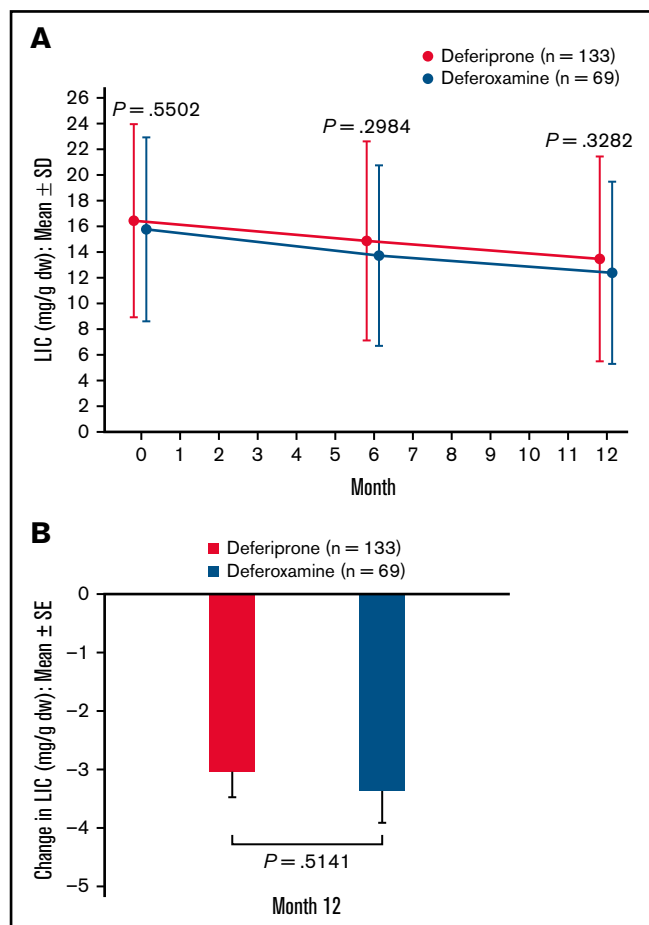 A
Deferiprone (n = 133)
Deferoxamine (n = 69)
LIC (mg/g dw): Mean ± SD
26
24
22
20
18
16
14
12
10
8
6
4
2
0
P = .5502
P = .2984
P = .3282
0 1 2 3 4 5 6 7 8 9 10 11 12
Month
B
Deferiprone (n = 133)
Deferoxamine (n = 69)
Change in LIC (mg/g dw): Mean ± SE
0
−1
−2
−3
−4
−5
P = .5141
Month 12